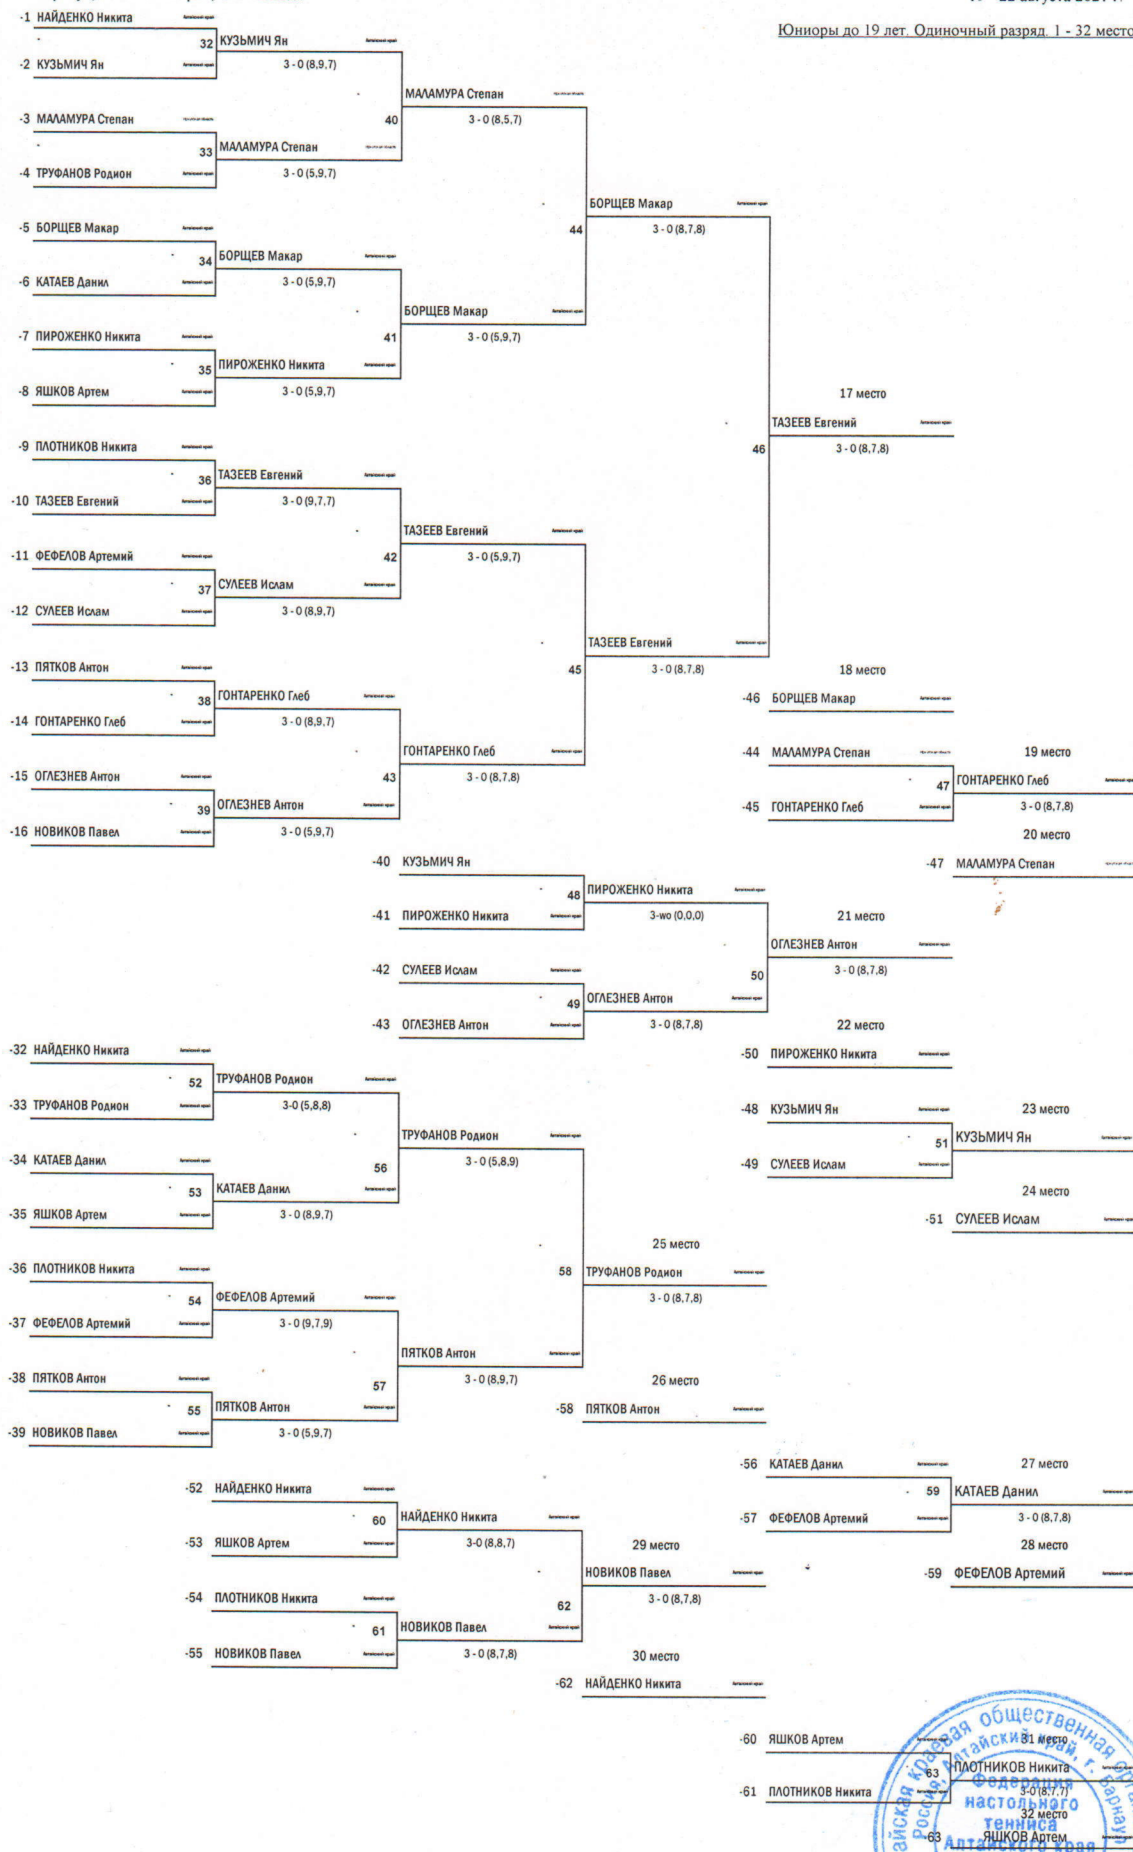 Юниоры до 19 лет. Одиночный разряд. 1 - 32 место
-1 НАЙДЕНКО Никита
32 КУЗЬМИЧ Ян
-2 КУЗЬМИЧ Ян
3 - 0 (8,9,7)
МАЛАМУРА Степан
-3 МАЛАМУРА Степан
40
3 - 0 (8,5,7)
33 МАЛАМУРА Степан
-4 ТРУФАНОВ Родион
3 - 0 (5,9,7)
БОРЩЕВ Макар
-5 БОРЩЕВ Макар
44
3 - 0 (8,7,8)
34 БОРЩЕВ Макар
-6 КАТАЕВ Данил
3 - 0 (5,9,7)
БОРЩЕВ Макар
-7 ПИРОЖЕНКО Никита
41
3 - 0 (5,9,7)
35 ПИРОЖЕНКО Никита
-8 ЯШКОВ Артем
3 - 0 (5,9,7)
17 место
ТАЗЕЕВ Евгений
-9 ПЛОТНИКОВ Никита
46
3 - 0 (8,7,8)
36 ТАЗЕЕВ Евгений
-10 ТАЗЕЕВ Евгений
3 - 0 (9,7,7)
ТАЗЕЕВ Евгений
-11 ФЕФЕЛОВ Артемий
42
3 - 0 (5,9,7)
37 СУЛЕЕВ Ислам
-12 СУЛЕЕВ Ислам
3 - 0 (8,9,7)
ТАЗЕЕВ Евгений
-13 ПЯТКОВ Антон
45
3 - 0 (8,7,8)
18 место
38 ГОНТАРЕНКО Глеб
-46 БОРЩЕВ Макар
-14 ГОНТАРЕНКО Глеб
3 - 0 (8,9,7)
ГОНТАРЕНКО Глеб
-44 МАЛАМУРА Степан
19 место
-15 ОГЛЕЗНЕВ Антон
43
3 - 0 (8,7,8)
47 ГОНТАРЕНКО Глеб
39 ОГЛЕЗНЕВ Антон
-45 ГОНТАРЕНКО Глеб
3 - 0 (8,7,8)
-16 НОВИКОВ Павел
3 - 0 (5,9,7)
20 место
-40 КУЗЬМИЧ Ян
-47 МАЛАМУРА Степан
48 ПИРОЖЕНКО Никита
-41 ПИРОЖЕНКО Никита
3-wo (0,0,0)
21 место
ОГЛЕЗНЕВ Антон
-42 СУЛЕЕВ Ислам
50
3 - 0 (8,7,8)
49 ОГЛЕЗНЕВ Антон
-43 ОГЛЕЗНЕВ Антон
3 - 0 (8,7,8)
22 место
-32 НАЙДЕНКО Никита
-50 ПИРОЖЕНКО Никита
52 ТРУФАНОВ Родион
-33 ТРУФАНОВ Родион
3-0 (5,8,8)
-48 КУЗЬМИЧ Ян
23 место
ТРУФАНОВ Родион
51 КУЗЬМИЧ Ян
-34 КАТАЕВ Данил
56
3 - 0 (5,8,9)
-49 СУЛЕЕВ Ислам
53 КАТАЕВ Данил
24 место
-35 ЯШКОВ Артем
3 - 0 (8,9,7)
-51 СУЛЕЕВ Ислам
25 место
-36 ПЛОТНИКОВ Никита
58 ТРУФАНОВ Родион
54 ФЕФЕЛОВ Артемий
3 - 0 (8,7,8)
-37 ФЕФЕЛОВ Артемий
3 - 0 (9,7,9)
ПЯТКОВ Антон
-38 ПЯТКОВ Антон
57
3 - 0 (8,9,7)
26 место
55 ПЯТКОВ Антон
-58 ПЯТКОВ Антон
-39 НОВИКОВ Павел
3 - 0 (5,9,7)
-56 КАТАЕВ Данил
27 место
-52 НАЙДЕНКО Никита
59 КАТАЕВ Данил
60 НАЙДЕНКО Никита
-57 ФЕФЕЛОВ Артемий
3 - 0 (8,7,8)
-53 ЯШКОВ Артем
3-0 (8,8,7)
29 место
28 место
НОВИКОВ Павел
-59 ФЕФЕЛОВ Артемий
-54 ПЛОТНИКОВ Никита
62
3 - 0 (8,7,8)
61 НОВИКОВ Павел
-55 НОВИКОВ Павел
3 - 0 (8,7,8)
30 место
-62 НАЙДЕНКО Никита
-60 ЯШКОВ Артем
31 место
63 ПЛОТНИКОВ Никита
-61 ПЛОТНИКОВ Никита
3-0 (8,7,7)
32 место
-63 ЯШКОВ Артем
краевая общественная
Россия, Алтайский край, г. Барнаул
Федерация
настольного
тенниса
Алтайского края